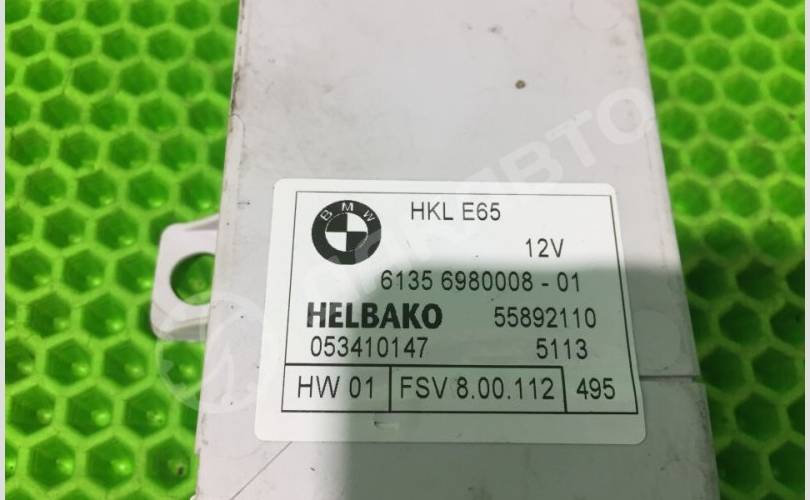 BMW
HKL E65
12V
6135 6980008 - 01
HELBAKO 55892110
053410147 5113
HW 01 FSV 8.00.112 495